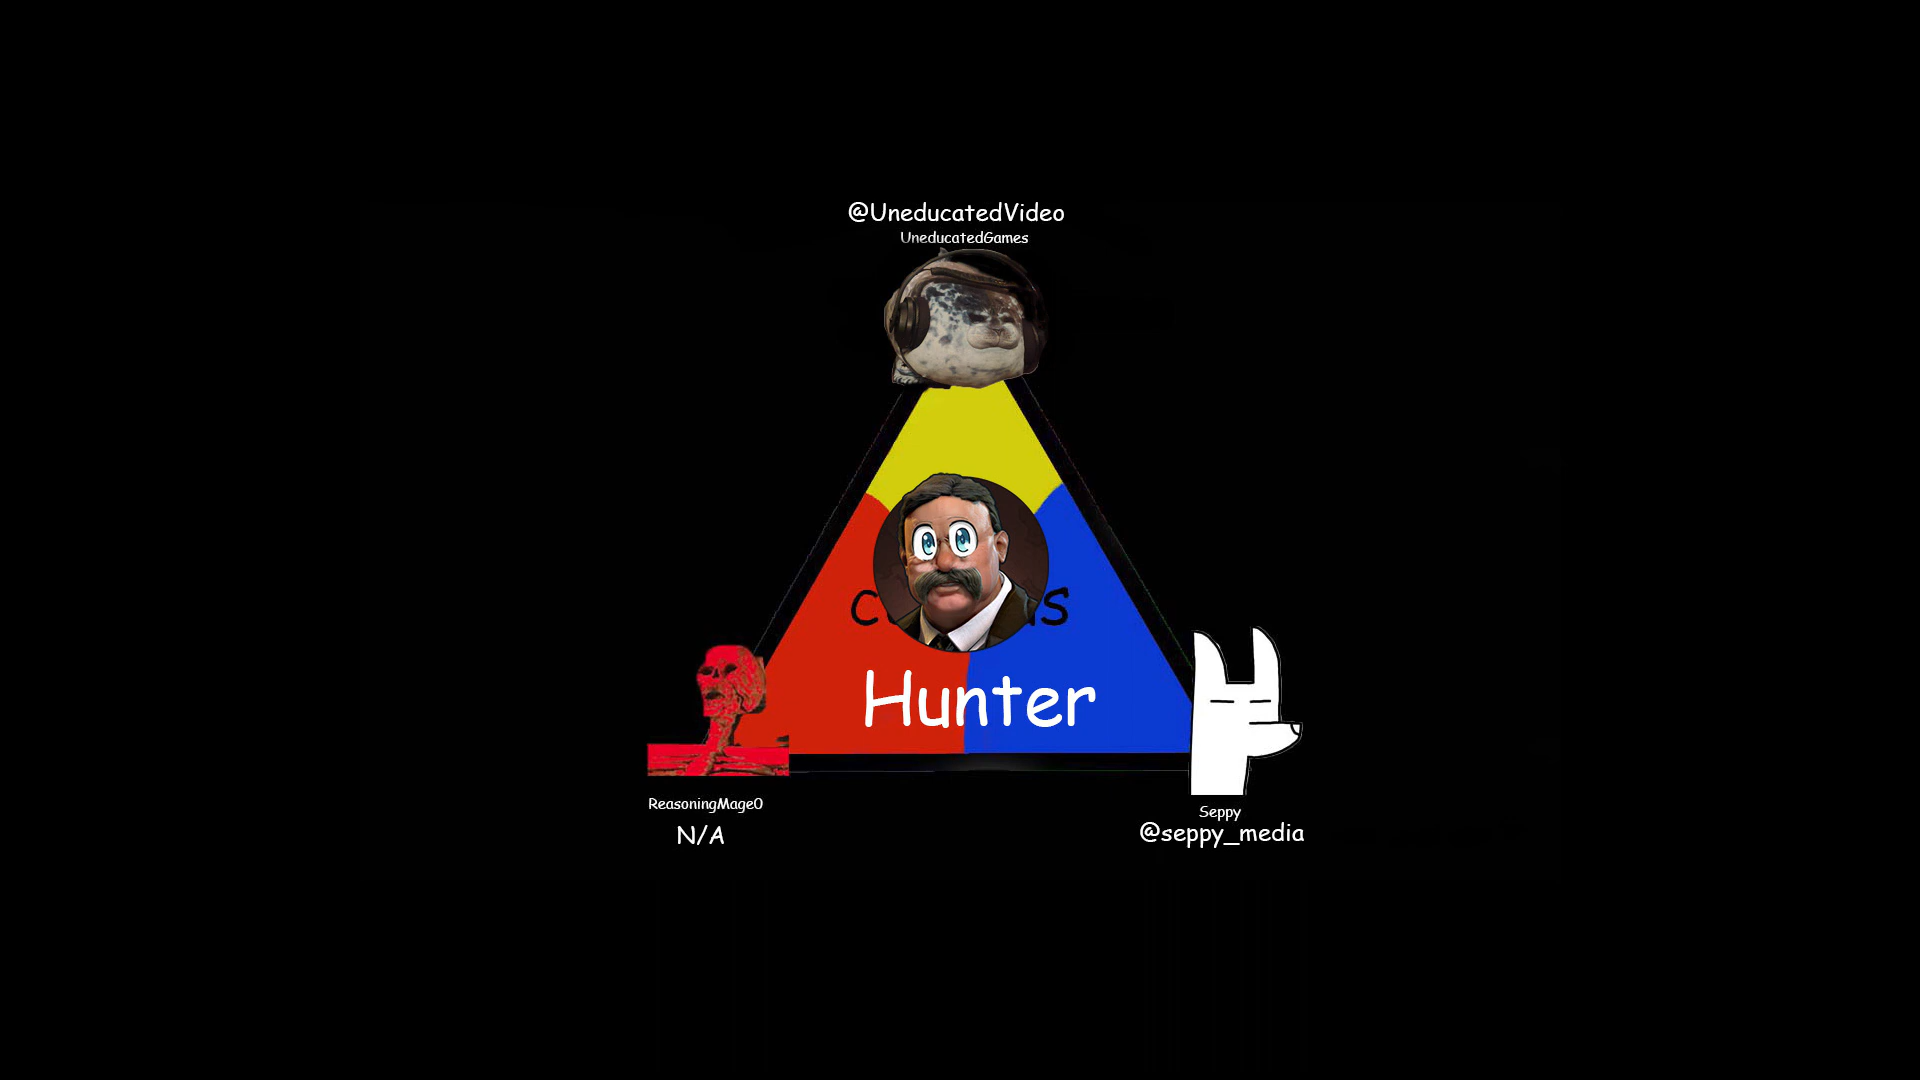 @UneducatedVideo
UneducatedGames
Hunter
ReasoningMage0
N/A
Seppy
@seppy_media